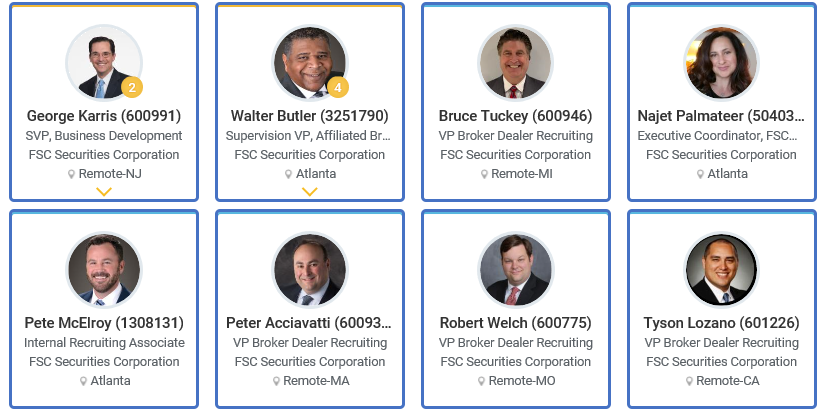 2
George Karris (600991)
SVP, Business Development
FSC Securities Corporation
Remote-NJ
4
Walter Butler (3251790)
Supervision VP, Affiliated Br...
FSC Securities Corporation
Atlanta
Bruce Tuckey (600946)
VP Broker Dealer Recruiting
FSC Securities Corporation
Remote-MI
Najet Palmateer (50403...
Executive Coordinator, FSC...
FSC Securities Corporation
Atlanta
Pete McElroy (1308131)
Internal Recruiting Associate
FSC Securities Corporation
Atlanta
Peter Acciavatti (60093...
VP Broker Dealer Recruiting
FSC Securities Corporation
Remote-MA
Robert Welch (600775)
VP Broker Dealer Recruiting
FSC Securities Corporation
Remote-MO
Tyson Lozano (601226)
VP Broker Dealer Recruiting
FSC Securities Corporation
Remote-CA